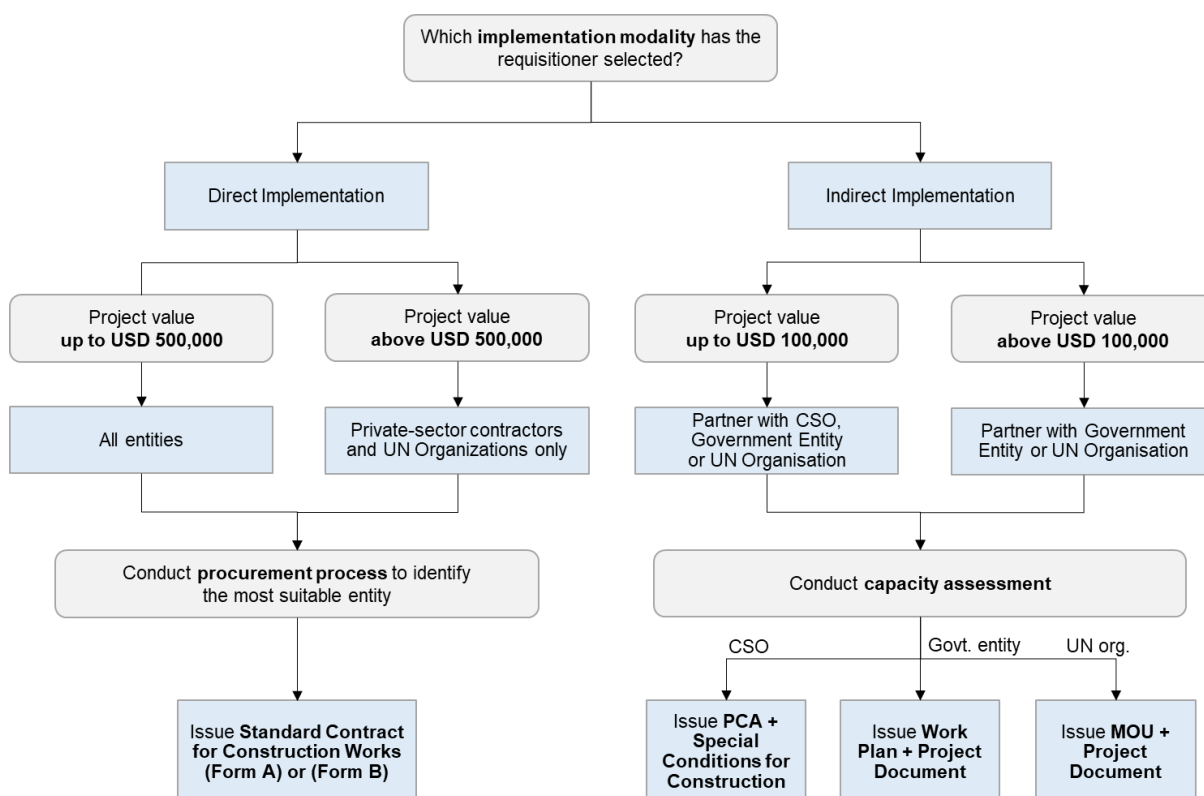 Which implementation modality has the
requisitioner selected?
Direct Implementation
Indirect Implementation
Project value
up to USD 500,000
Project value
above USD 500,000
Project value
up to USD 100,000
Project value
above USD 100,000
All entities
Private-sector contractors
and UN Organizations only
Partner with CSO,
Government Entity
or UN Organisation
Partner with Government
Entity or UN Organisation
Conduct procurement process to identify
the most suitable entity
Conduct capacity assessment
CSO
Govt. entity
UN org.
Issue Standard Contract
for Construction Works
(Form A) or (Form B)
Issue PCA +
Special
Conditions for
Construction
Issue Work
Plan + Project
Document
Issue MOU +
Project
Document